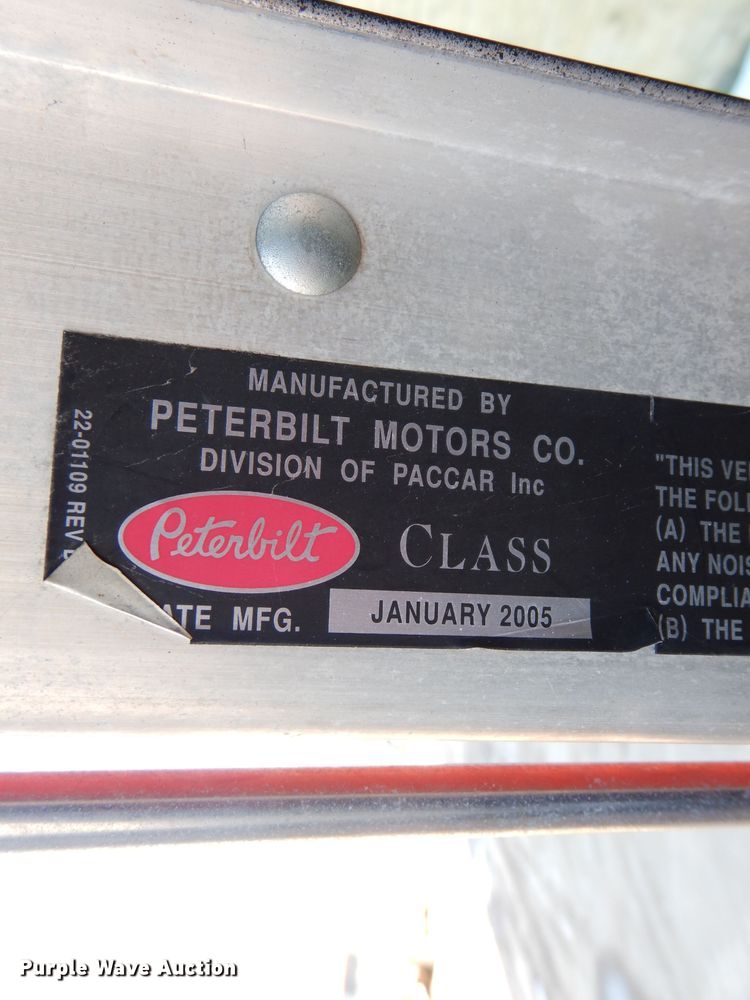 MANUFACTURED BY
PETERBILT MOTORS CO.
DIVISION OF PACCAR Inc
22-01109 REV
Peterbilt CLASS
ATE MFG. JANUARY 2005
"THIS VE
THE FOL
(A) THE
ANY NOIS
COMPLIA
(B) THE
Purple Wave Auction